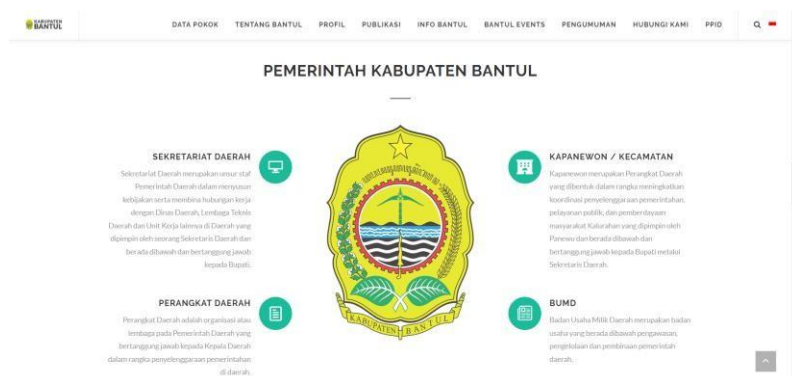 KABUPATEN
BANTUL
DATA POKOK TENTANG BANTUL PROFIL PUBLIKASI INFO BANTUL BANTUL EVENTS PENGUMUMAN HUBUNGI KAMI PPID
PEMERINTAH KABUPATEN BANTUL
SEKRETARIAT DAERAH
Sekretariat Daerah merupakan unsur staf
Pemerintah Daerah dalam menyusun
kebijakan serta membina hubungan kerja
dengan Dinas Daerah, Lembaga Teknis
Daerah dan Unit Kerja lainnya di Daerah yang
dipimpin oleh seorang Sekretaris Daerah dan
berada dibawah dan bertanggung jawab
kepada Bupati.
PERANGKAT DAERAH
Perangkat Daerah adalah organisasi atau
lembaga pada Pemerintah Daerah yang
bertanggung jawab kepada Kepala Daerah
dalam rangka penyelenggaraan pemerintahan
di daerah.
KABUPATEN BANTUL
KAPANEWON / KECAMATAN
Kapanewon merupakan Perangkat Daerah
yang dibentuk dalam rangka meningkatkan
koordinasi penyelenggaraan pemerintahan,
pelayanan publik, dan pemberdayaan
masyarakat Kalurahan yang dipimpin oleh
Panewu dan berada dibawah dan
bertanggung jawab kepada Bupati melalui
Sekretaris Daerah.
BUMD
Badan Usaha Milik Daerah merupakan badan
usaha yang berada dibawah pengawasan,
pengelolaan dan pembinaan pemerintah
daerah.